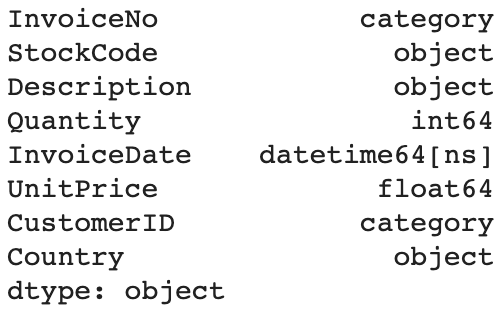 InvoiceNo category
StockCode object
Description object
Quantity int64
InvoiceDate datetime64[ns]
UnitPrice float64
CustomerID category
Country object
dtype: object